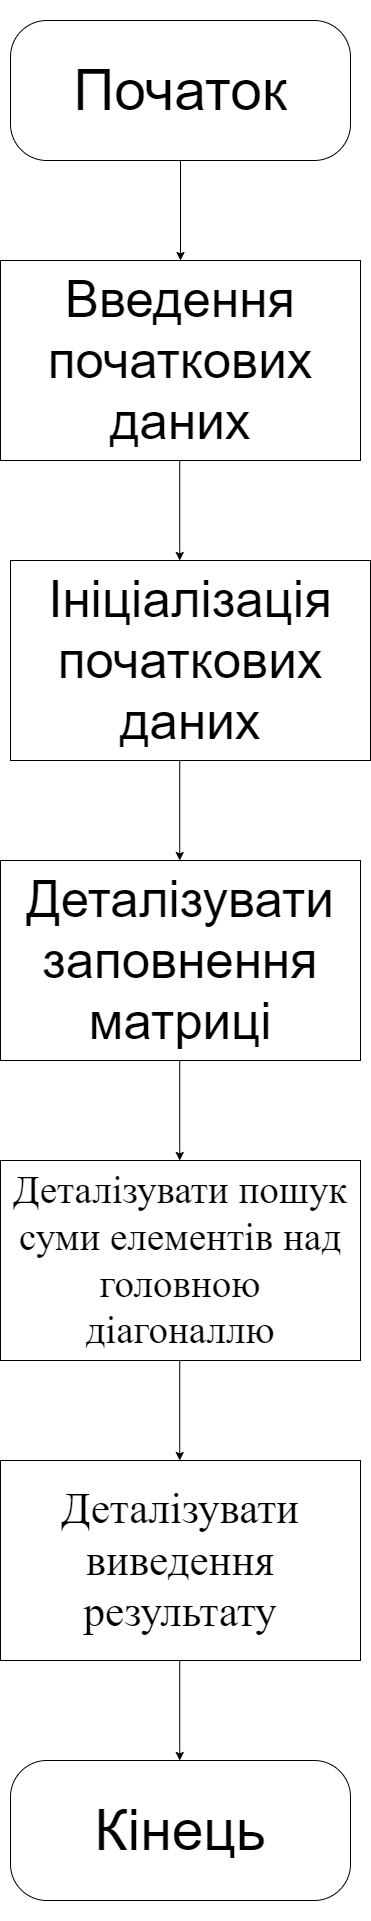 Початок
Введення
початкових
даних
Ініціалізація
початкових
даних
Деталізувати
заповнення
матриці
Деталізувати пошук
суми елементів над
головною
діагоналлю
Деталізувати
виведення
результату
Кінець